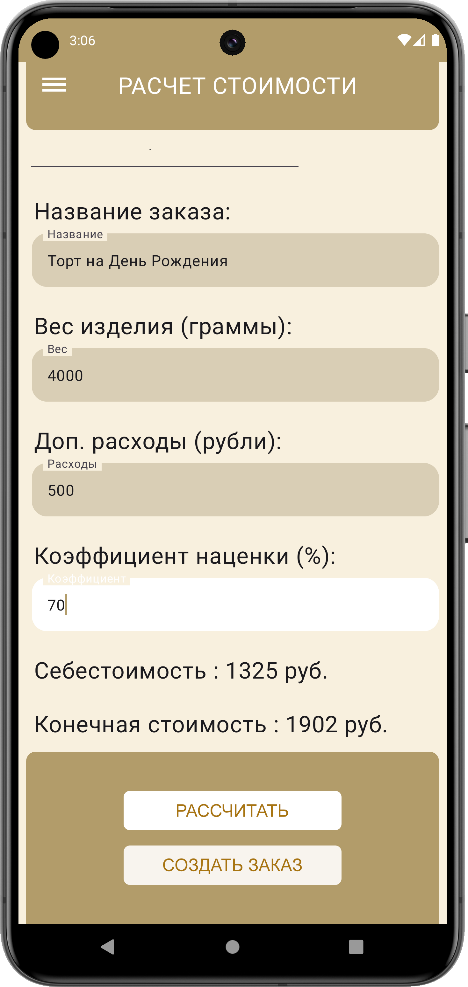 3:06
РАСЧЕТ СТОИМОСТИ
Название заказа:
Название
Торт на День Рождения
Вес изделия (граммы):
Вес
4000
Доп. расходы (рубли):
Расходы
500
Коэффициент наценки (%):
Коэффициент
70
Себестоимость : 1325 руб.
Конечная стоимость : 1902 руб.
РАССЧИТАТЬ
СОЗДАТЬ ЗАКАЗ